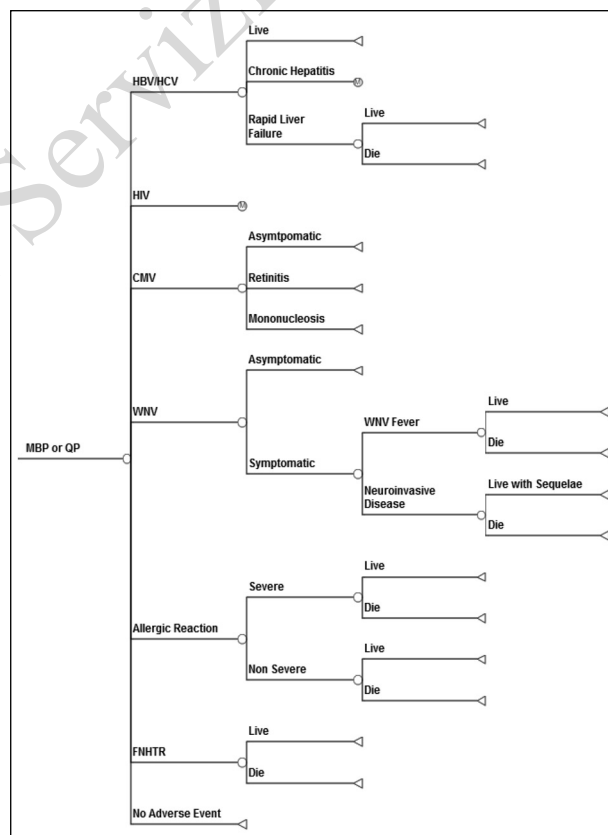 Servizi
Live
Chronic Hepatitis
HBV/HCV
M
Rapid Liver
Failure
Live
Die
HIV
M
Asymtpomatic
CMV
Retinitis
Mononucleosis
Asymptomatic
WNV
Live
WNV Fever
Die
MBP or QP
Symptomatic
Neuroinvasive
Disease
Live with Sequelae
Die
Live
Severe
Die
Allergic Reaction
Live
Non Severe
Die
Live
FNHTR
Die
No Adverse Event